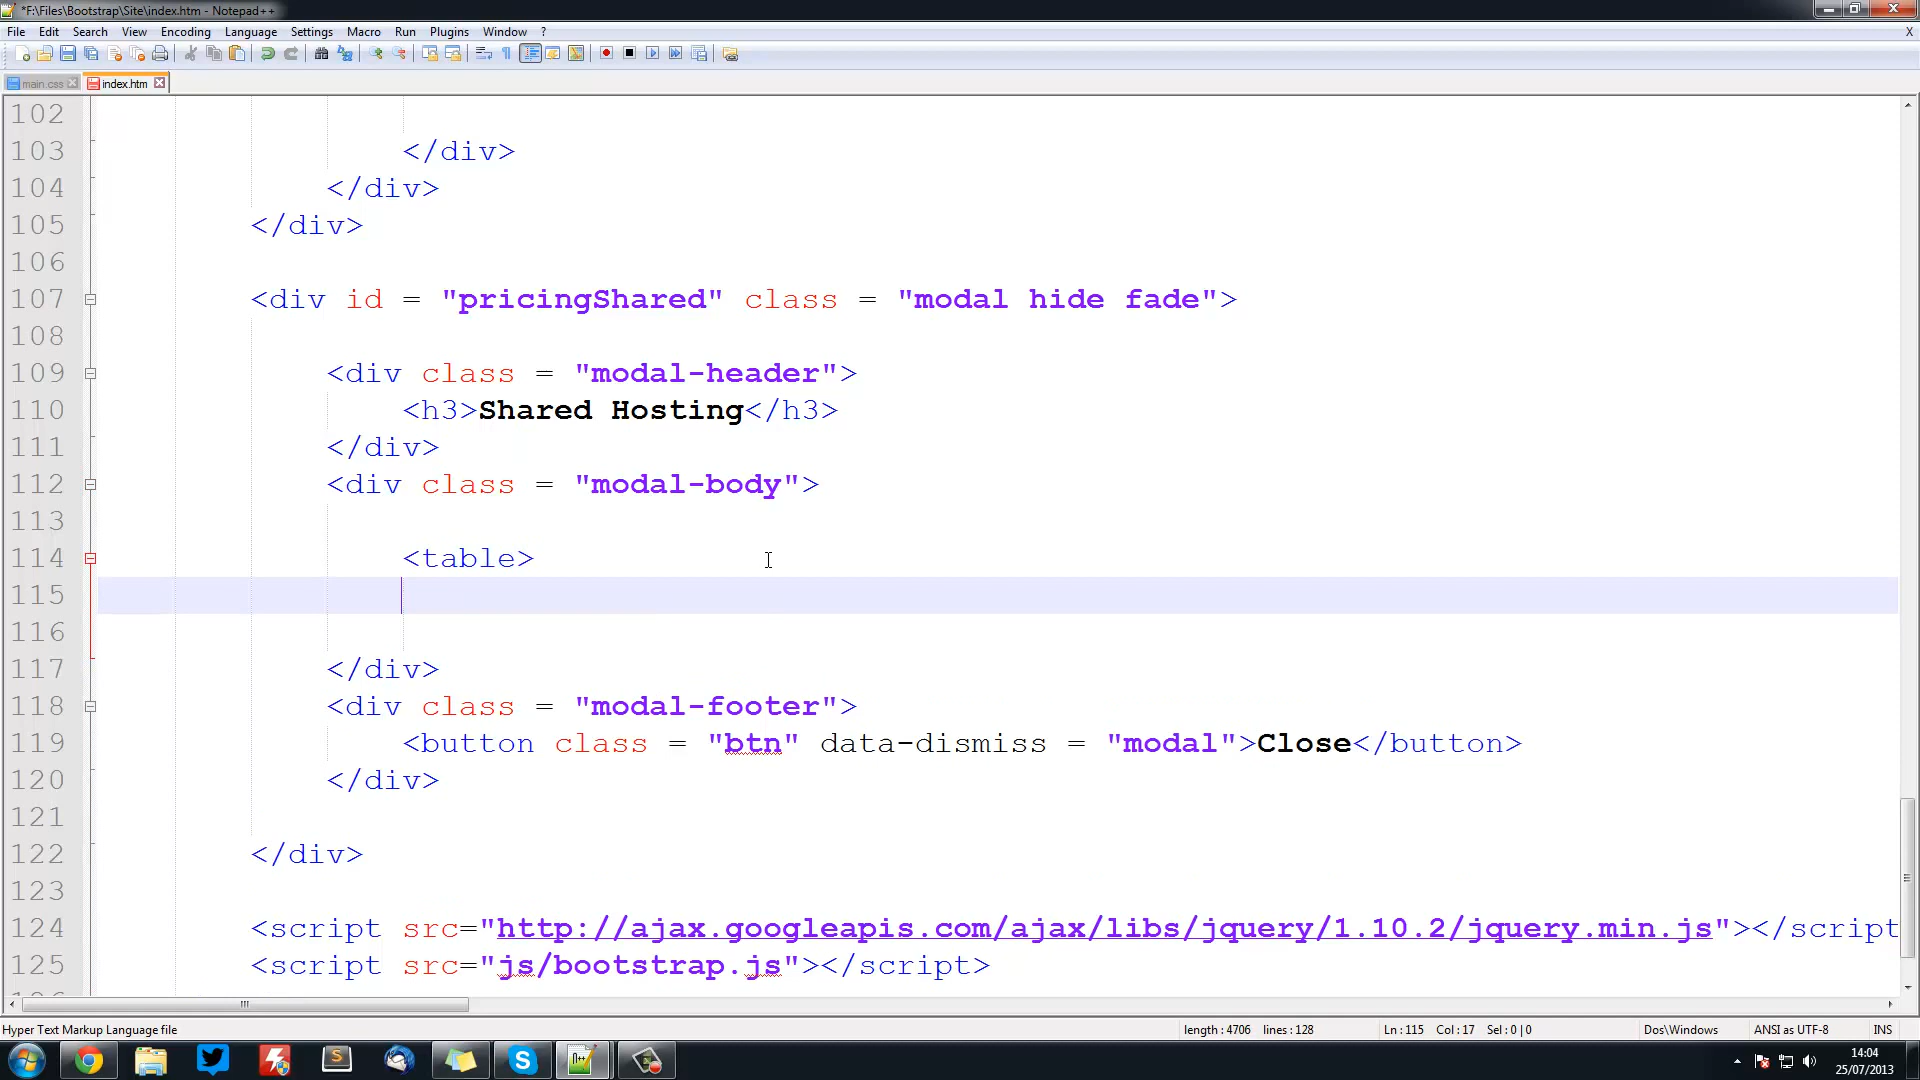 *F:\Files\Bootstrap\Site\index.htm - Notepad++
File Edit Search View Encoding Language Settings Macro Run Plugins Window ? X
main.css index.htm
102
103 </div>
104 </div>
105 </div>
106
107 <div id = "pricingShared" class = "modal hide fade">
108
109 <div class = "modal-header">
110 <h3>Shared Hosting</h3>
111 </div>
112 <div class = "modal-body">
113
114 <table>
115
116
117 </div>
118 <div class = "modal-footer">
119 <button class = "btn" data-dismiss = "modal">Close</button>
120 </div>
121
122 </div>
123
124 <script src="http://ajax.googleapis.com/ajax/libs/jquery/1.10.2/jquery.min.js"></script
125 <script src="js/bootstrap.js"></script>
Hyper Text Markup Language file length : 4706 lines : 128 Ln : 115 Col : 17 Sel : 0 | 0 Dos\Windows ANSI as UTF-8 INS
14:04
25/07/2013